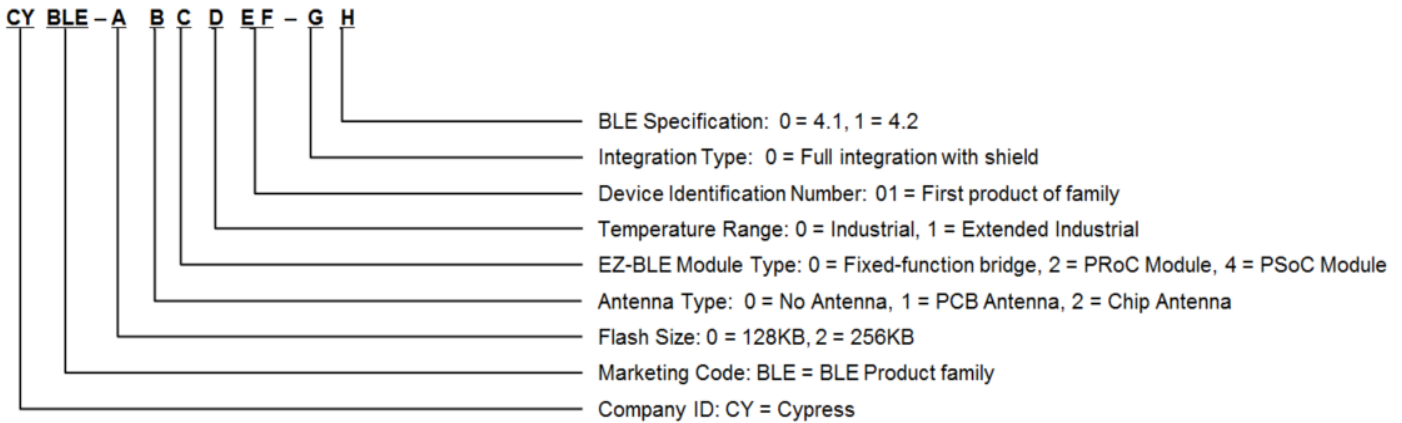 CY BLE – A B C D E F – G H
BLE Specification: 0 = 4.1, 1 = 4.2
Integration Type: 0 = Full integration with shield
Device Identification Number: 01 = First product of family
Temperature Range: 0 = Industrial, 1 = Extended Industrial
EZ-BLE Module Type: 0 = Fixed-function bridge, 2 = PRoC Module, 4 = PSoC Module
Antenna Type: 0 = No Antenna, 1 = PCB Antenna, 2 = Chip Antenna
Flash Size: 0 = 128KB, 2 = 256KB
Marketing Code: BLE = BLE Product family
Company ID: CY = Cypress